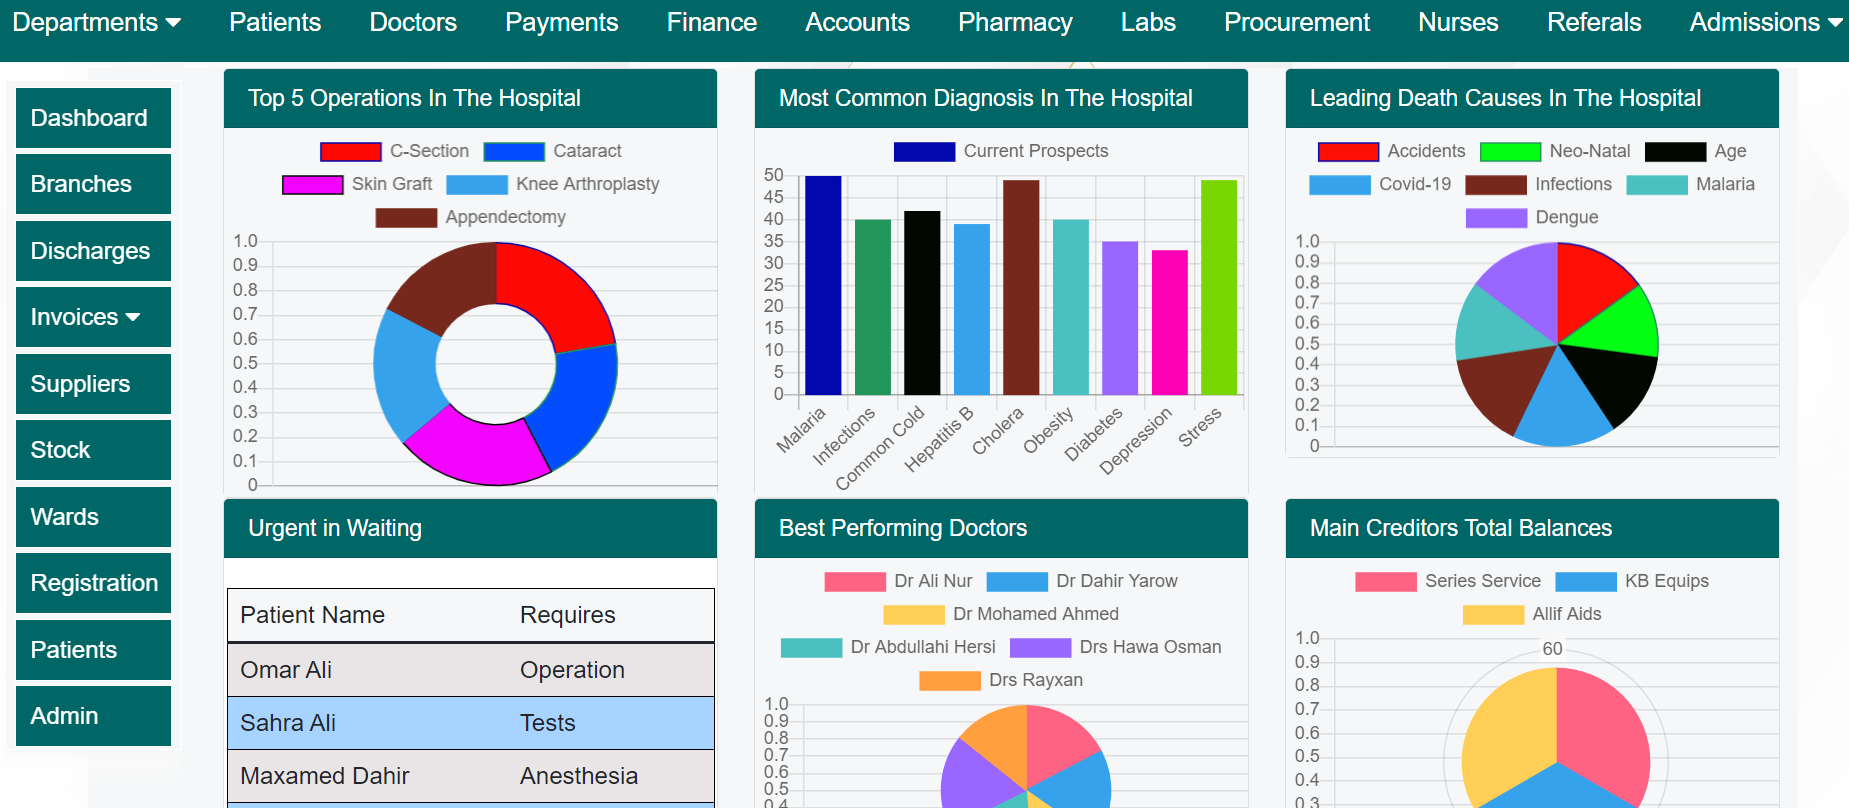 Departments Patients Doctors Payments Finance Accounts Pharmacy Labs Procurement Nurses Referrals Admissions
Dashboard
Branches
Discharges
Invoices
Suppliers
Stock
Wards
Registration
Patients
Admin
Top 5 Operations In The Hospital
C-Section Cataract
Skin Graft Knee Arthroplasty
Appendectomy
1.0
0.9
0.8
0.7
0.6
0.5
0.4
0.3
0.2
0.1
0
Most Common Diagnosis In The Hospital
Current Prospects
50
45
40
35
30
25
20
15
10
5
0
Malaria
Infections
Common Cold
Hepatitis B
Cholera
Obesity
Diabetes
Depression
Stress
Leading Death Causes In The Hospital
Accidents Neo-Natal Age
Covid-19 Infections Malaria
Dengue
1.0
0.9
0.8
0.7
0.6
0.5
0.4
0.3
0.2
0.1
0
Urgent in Waiting
Patient Name Requires
Omar Ali Operation
Sahra Ali Tests
Maxamed Dahir Anesthesia
Best Performing Doctors
Dr Ali Nur Dr Dahir Yarow
Dr Mohamed Ahmed
Dr Abdullahi Hersi Drs Hawa Osman
Drs Rayxan
1.0
0.9
0.8
0.7
0.6
0.5
0.4
Main Creditors Total Balances
Series Service KB Equips
Allif Aids
1.0
0.9
0.8
0.7
0.6
0.5
0.4
0.3
60